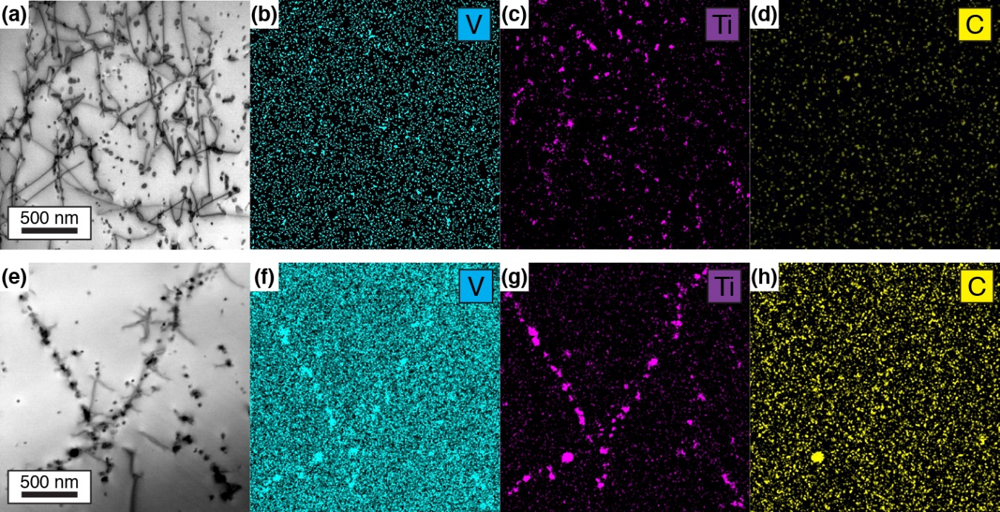 (a) (b) V (c) Ti (d) C
500 nm
(e) (f) V (g) Ti (h) C
500 nm